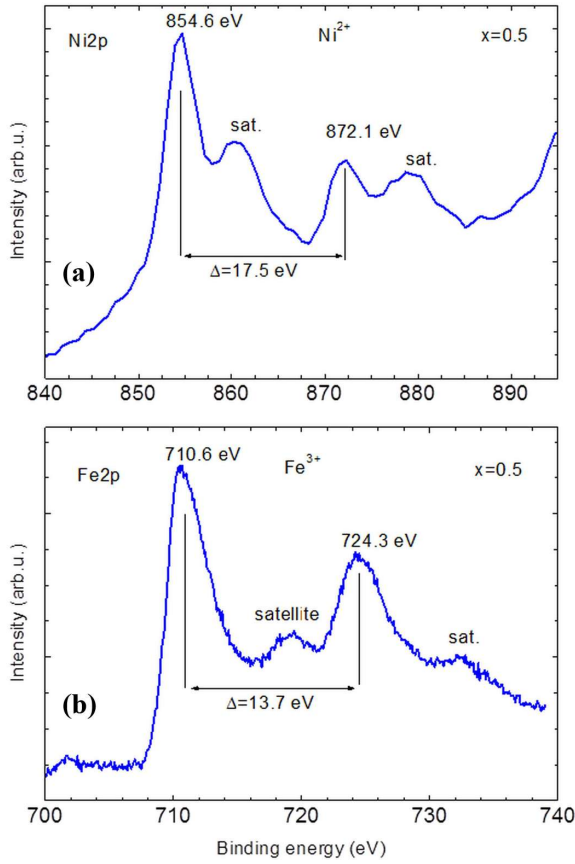 854.6 eV
Ni2p
Ni²⁺
x=0.5
sat.
872.1 eV
sat.
Intensity (arb.u.)
(a)
Δ=17.5 eV
840 850 860 870 880 890
710.6 eV
Fe2p
Fe³⁺
x=0.5
724.3 eV
satellite
sat.
Intensity (arb.u.)
(b)
Δ=13.7 eV
700 710 720 730 740
Binding energy (eV)